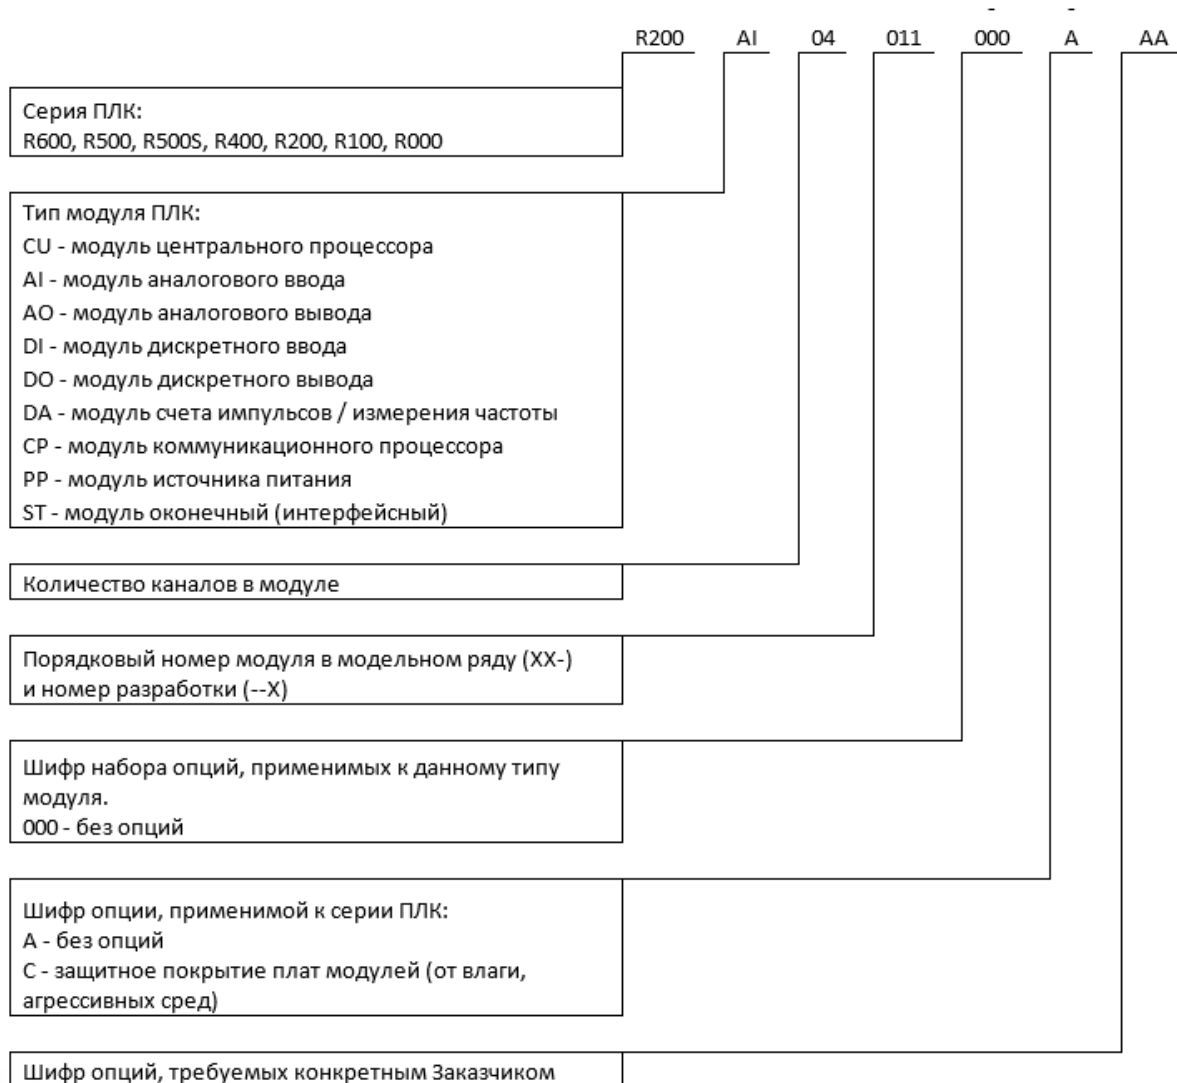 - -
R200 AI 04 011 000 A AA
Серия ПЛК:
R600, R500, R500S, R400, R200, R100, R000
Тип модуля ПЛК:
CU - модуль центрального процессора
AI - модуль аналогового ввода
AO - модуль аналогового вывода
DI - модуль дискретного ввода
DO - модуль дискретного вывода
DA - модуль счета импульсов / измерения частоты
CP - модуль коммуникационного процессора
PP - модуль источника питания
ST - модуль оконечный (интерфейсный)
Количество каналов в модуле
Порядковый номер модуля в модельном ряду (XX-)
и номер разработки (--X)
Шифр набора опций, применимых к данному типу
модуля.
000 - без опций
Шифр опции, применимой к серии ПЛК:
A - без опций
C - защитное покрытие плат модулей (от влаги,
агрессивных сред)
Шифр опций, требуемых конкретным Заказчиком